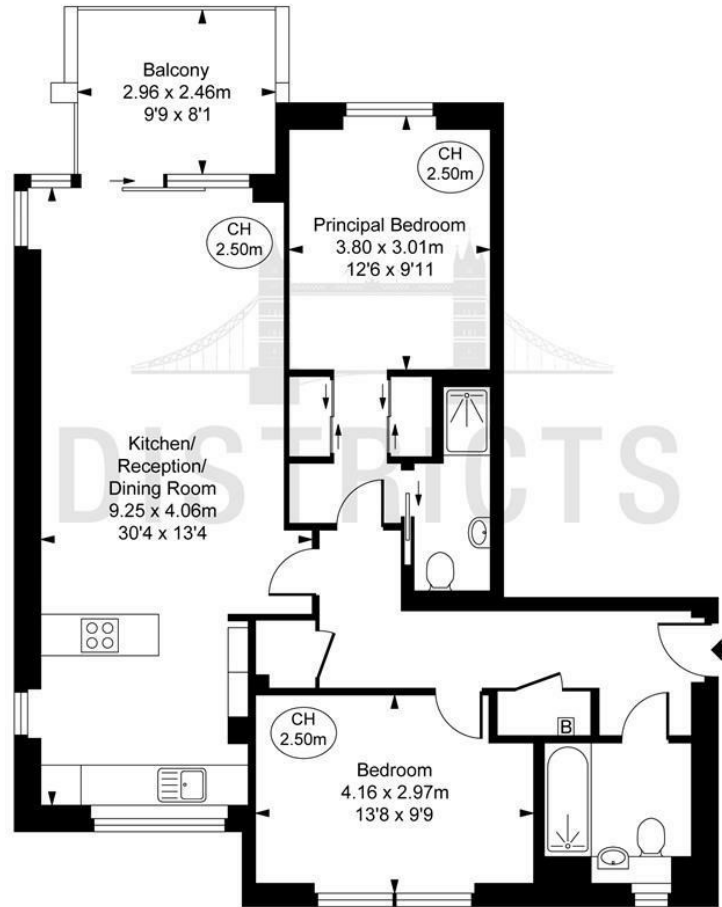 Balcony
2.96 x 2.46m
9'9 x 8'1
CH
2.50m
Principal Bedroom
3.80 x 3.01m
12'6 x 9'11
CH
2.50m
DISTRICTS
Kitchen/
Reception/
Dining Room
9.25 x 4.06m
30'4 x 13'4
CH
2.50m
Bedroom
4.16 x 2.97m
13'8 x 9'9
B